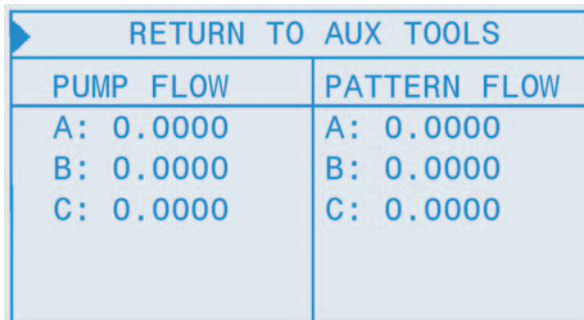 RETURN TO AUX TOOLS
PUMP FLOW PATTERN FLOW
A: 0.0000 A: 0.0000
B: 0.0000 B: 0.0000
C: 0.0000 C: 0.0000